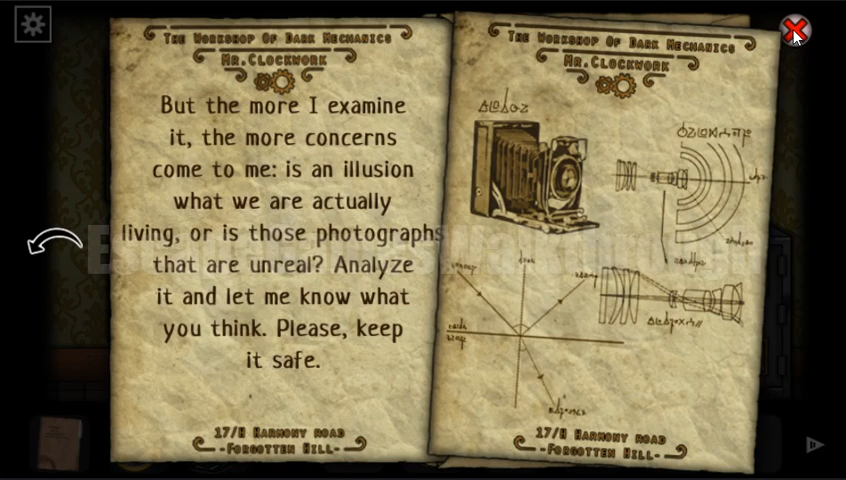 The Workshop Of Dark Mechanics
Mr.Clockwork
But the more I examine
it, the more concerns
come to me: is an illusion
what we are actually
living, or is those photographs
that are unreal? Analyze
it and let me know what
you think. Please, keep
it safe.
17/H Harmony road
-Forgotten Hill-
The Workshop Of Dark Mechanics
Mr.Clockwork
17/H Harmony road
-Forgotten Hill-